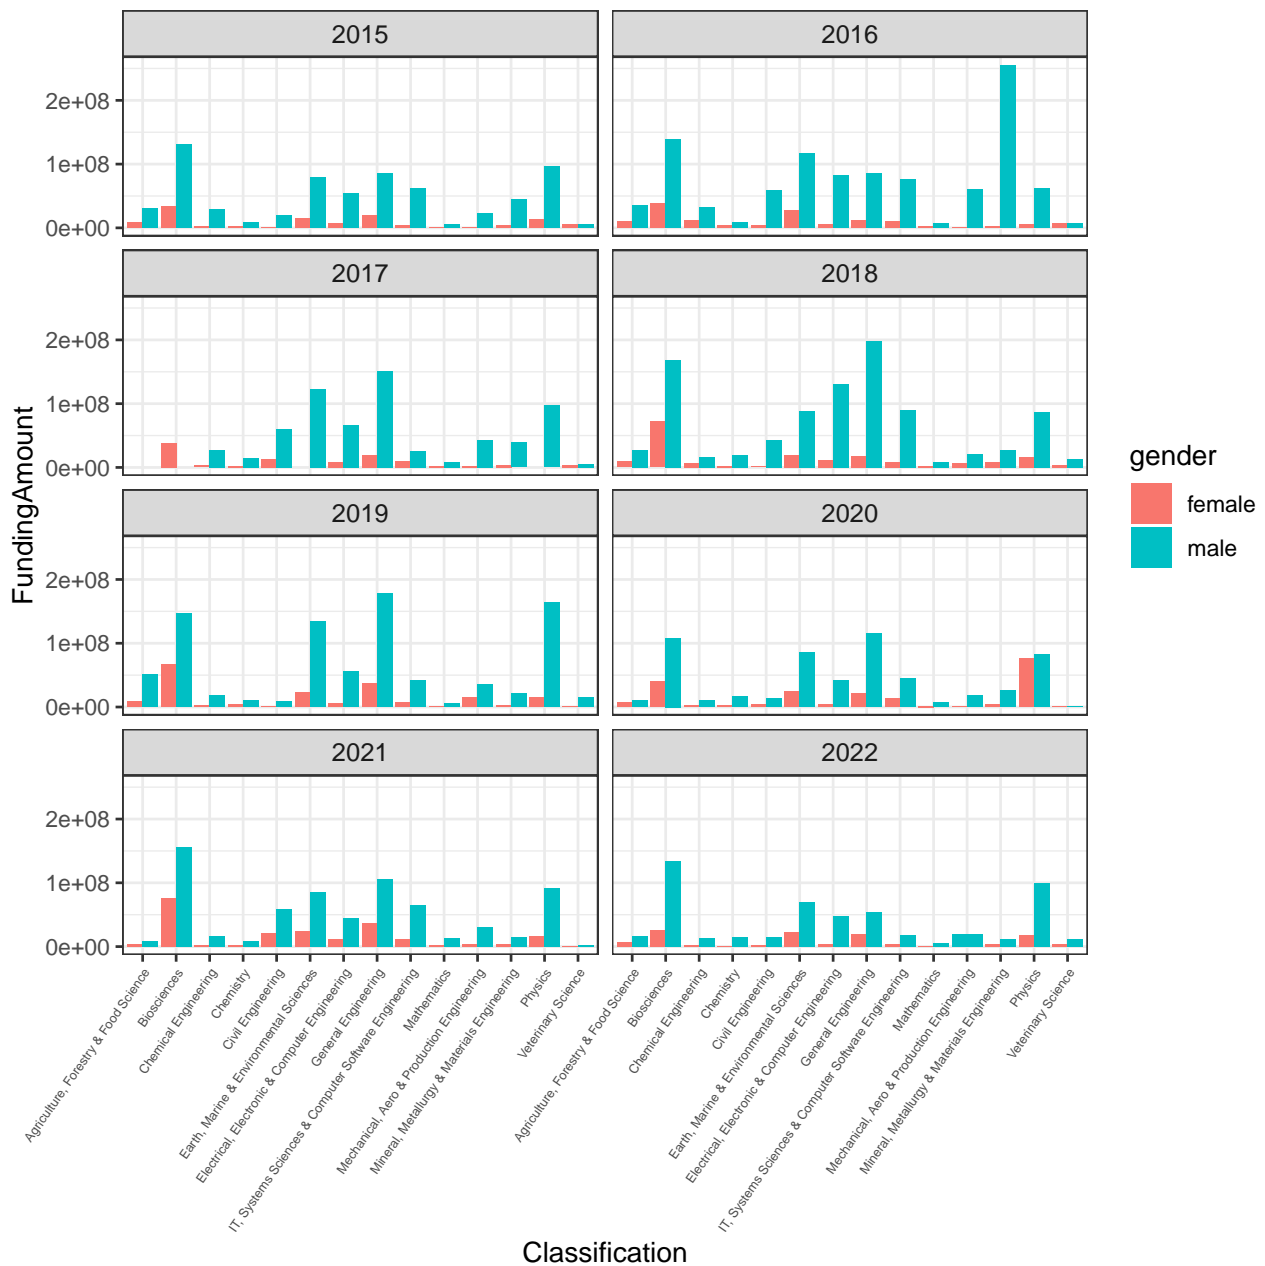 2015
2016
2e+08
1e+08
0e+00
2017
2018
2e+08
1e+08
0e+00
2019
2020
2e+08
1e+08
0e+00
2021
2022
2e+08
1e+08
0e+00
FundingAmount
gender
female
male
Agriculture, Forestry & Food Science
Biosciences
Chemical Engineering
Chemistry
Civil Engineering
Earth, Marine & Environmental Sciences
Electrical, Electronic & Computer Engineering
General Engineering
IT, Systems Sciences & Computer Software Engineering
Mathematics
Mechanical, Aero & Production Engineering
Mineral, Metallurgy & Materials Engineering
Physics
Veterinary Science
Agriculture, Forestry & Food Science
Biosciences
Chemical Engineering
Chemistry
Civil Engineering
Earth, Marine & Environmental Sciences
Electrical, Electronic & Computer Engineering
General Engineering
IT, Systems Sciences & Computer Software Engineering
Mathematics
Mechanical, Aero & Production Engineering
Mineral, Metallurgy & Materials Engineering
Physics
Veterinary Science
Classification